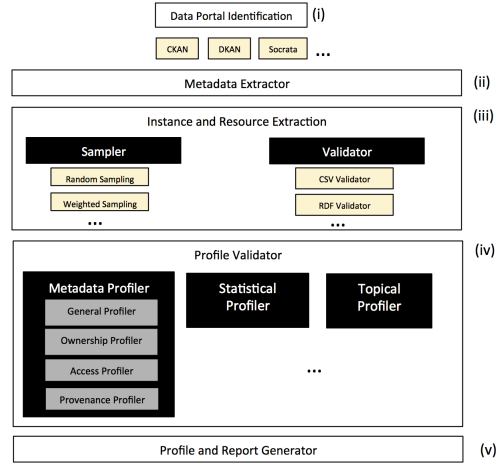 Data Portal Identification
(i)
CKAN
DKAN
Socrata
...
Metadata Extractor
(ii)
Instance and Resource Extraction
(iii)
Sampler
Validator
Random Sampling
CSV Validator
Weighted Sampling
RDF Validator
...
...
Profile Validator
(iv)
Metadata Profiler
Statistical
Profiler
Topical
Profiler
General Profiler
Ownership Profiler
Access Profiler
...
Provenance Profiler
Profile and Report Generator
(v)